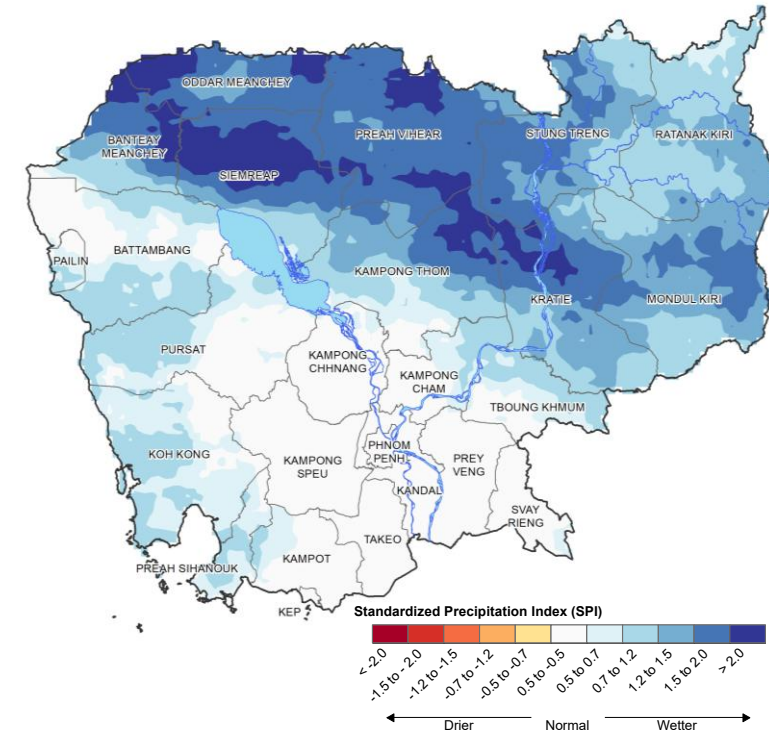 ODDAR MEANCHEY
BANTEAY
MEANCHEY
PREAH VIHEAR
STUNG TRENG
RATANAK KIRI
SIEMREAP
BATTAMBANG
PAILIN
KAMPONG THOM
KRATIE
MONDUL KIRI
PURSAT
KAMPONG
CHHNANG
KAMPONG
CHAM
TBOUNG KHMUM
KOH KONG
KAMPONG
SPEU
PHNOM
PENH
PREY
VENG
KANDAL
SVAY
RIENG
TAKEO
KAMPOT
PREAH SIHANOUK
KEP
Standardized Precipitation Index (SPI)
< -2.0
-1.5 to - 2.0
-1.2 to -1.5
-0.7 to -1.2
-0.5 to -0.7
0.5 to -0.5
0.5 to 0.7
0.7 to 1.2
1.2 to 1.5
1.5 to 2.0
> 2.0
Drier Normal Wetter